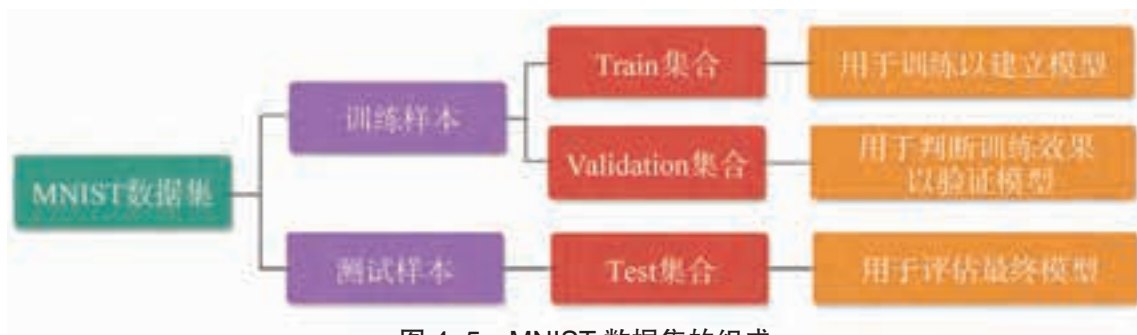 MNIST数据集
训练样本
Train集合
用于训练以建立模型
Validation集合
用于判断训练效果
以验证模型
测试样本
Test集合
用于评估最终模型
图 4-5 MNIST 数据集的组成